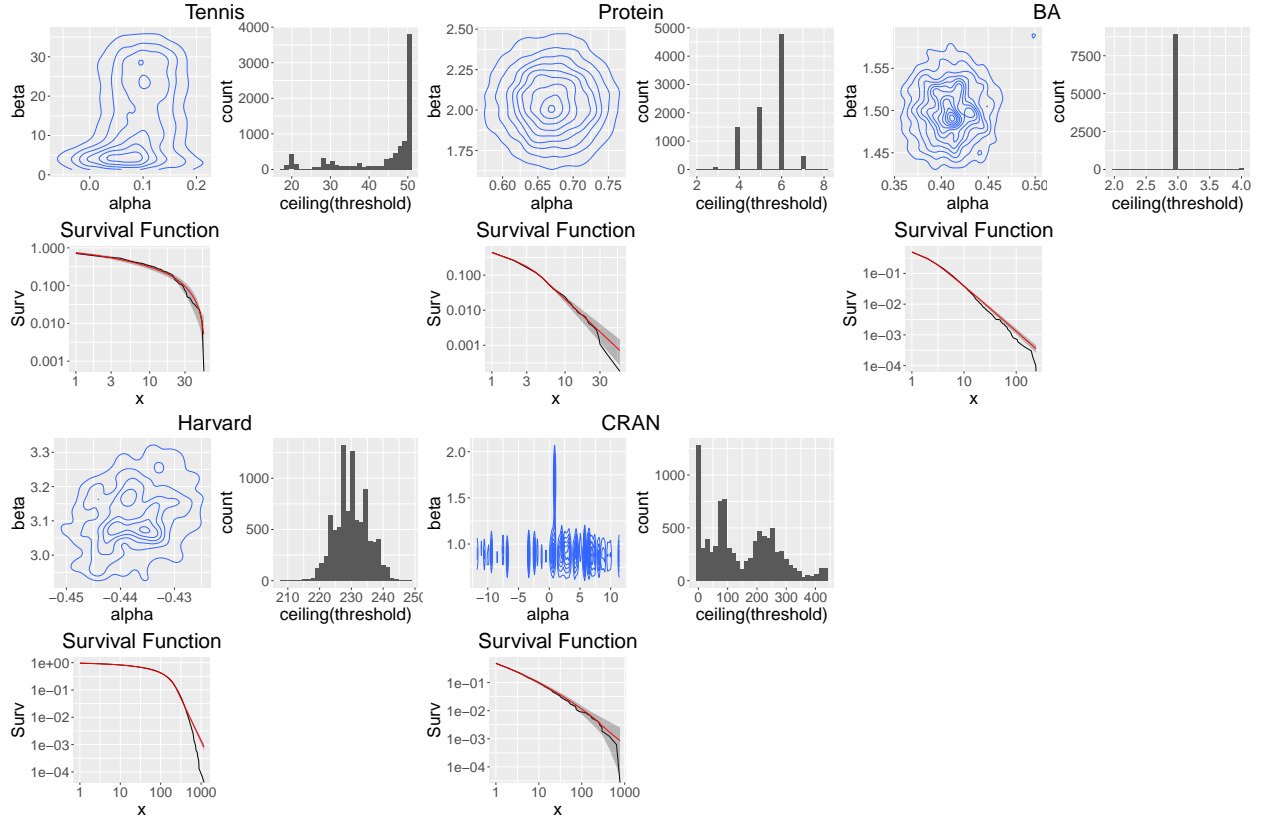 Tennis
beta
30
20
10
0
0.0 0.1 0.2
alpha
count
4000
3000
2000
1000
0
20 30 40 50
ceiling(threshold)
Protein
beta
2.50
2.25
2.00
1.75
0.60 0.65 0.70 0.75
alpha
count
5000
4000
3000
2000
1000
0
2 4 6 8
ceiling(threshold)
BA
beta
1.55
1.50
1.45
0.35 0.40 0.45 0.50
alpha
count
7500
5000
2500
0
2.0 2.5 3.0 3.5 4.0
ceiling(threshold)
Survival Function
Surv
1.000
0.100
0.010
0.001
1 3 10 30
x
Survival Function
Surv
0.100
0.010
0.001
1 3 10 30
x
Survival Function
Surv
1e−01
1e−02
1e−03
1e−04
1 10 100
x
Harvard
beta
3.3
3.2
3.1
3.0
−0.45 −0.44 −0.43
alpha
count
1000
500
0
210 220 230 240 250
ceiling(threshold)
CRAN
beta
2.0
1.5
1.0
−10 −5 0 5 10
alpha
count
1000
500
0
0 100 200 300 400
ceiling(threshold)
Survival Function
Surv
1e+00
1e−01
1e−02
1e−03
1e−04
1 10 100 1000
x
Survival Function
Surv
1e−01
1e−02
1e−03
1e−04
1 10 100 1000
x